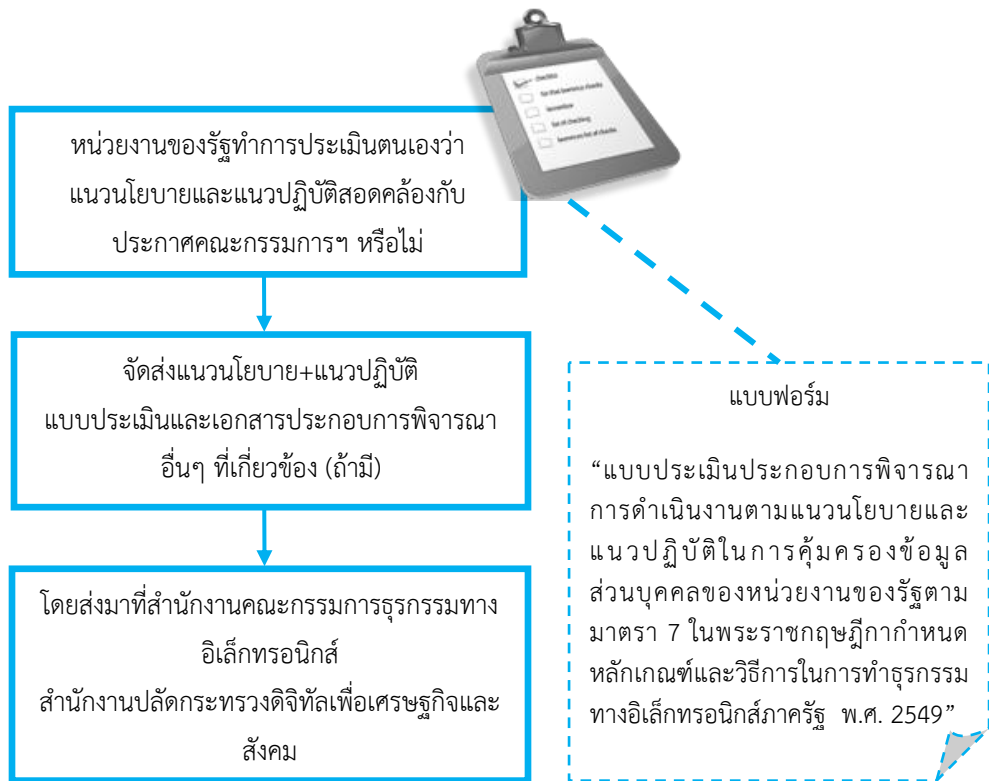 checklist
หน่วยงานของรัฐทำการประเมินตนเองว่า
แนวนโยบายและแนวปฏิบัติสอดคล้องกับ
ประกาศคณะกรรมการฯ หรือไม่
จัดส่งแนวนโยบาย+แนวปฏิบัติ
แบบประเมินและเอกสารประกอบการพิจารณา
อื่นๆ ที่เกี่ยวข้อง (ถ้ามี)
โดยส่งมาที่สำนักงานคณะกรรมการธุรกรรมทาง
อิเล็กทรอนิกส์
สำนักงานปลัดกระทรวงดิจิทัลเพื่อเศรษฐกิจและ
สังคม
แบบฟอร์ม
“แบบประเมินประกอบการพิจารณา
การดำเนินงานตามแนวนโยบายและ
แนวปฏิบัติในการคุ้มครองข้อมูล
ส่วนบุคคลของหน่วยงานของรัฐตาม
มาตรา 7 ในพระราชกฤษฎีกากำหนด
หลักเกณฑ์และวิธีการในการทำธุรกรรม
ทางอิเล็กทรอนิกส์ภาครัฐ พ.ศ. 2549”